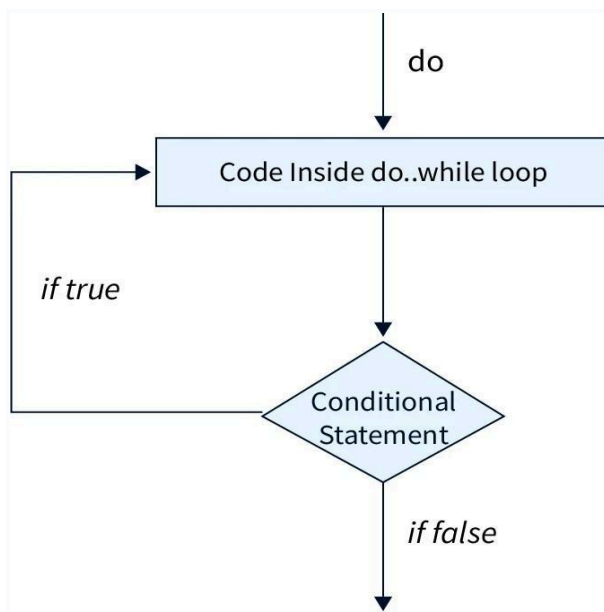 do
Code Inside do..while loop
if true
Conditional
Statement
if false